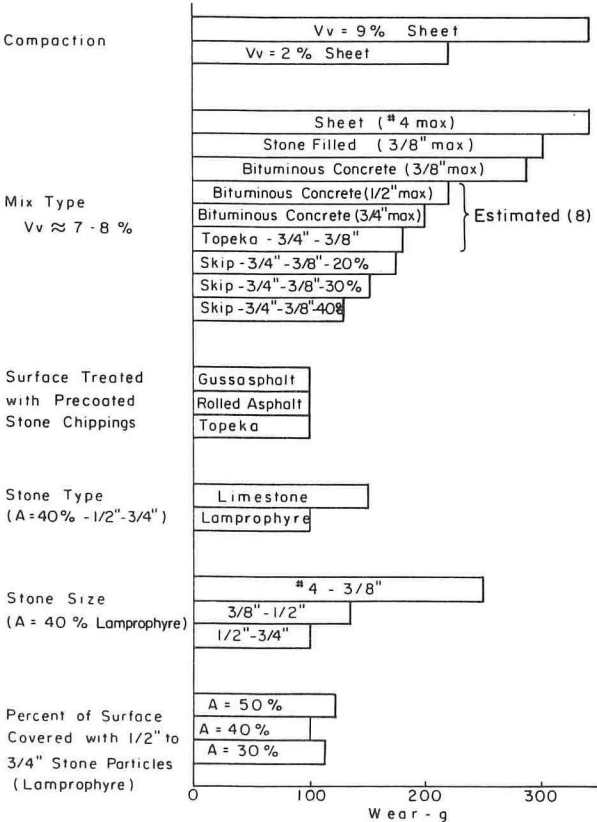 Compaction
Vv = 9% Sheet
Vv = 2 % Sheet
Mix Type
Vv ≈ 7 - 8 %
Sheet (#4 max)
Stone Filled (3/8" max)
Bituminous Concrete (3/8" max)
Bituminous Concrete (1/2" max)
Bituminous Concrete (3/4" max)
Topeka - 3/4" - 3/8"
Estimated (8)
Skip - 3/4" - 3/8" - 20%
Skip - 3/4" - 3/8" - 30%
Skip - 3/4" - 3/8" - 40%
Surface Treated
with Precoated
Stone Chippings
Gussasphalt
Rolled Asphalt
Topeka
Stone Type
(A = 40% - 1/2" - 3/4")
Limestone
Lamprophyre
Stone Size
(A = 40 % Lamprophyre)
#4 - 3/8"
3/8" - 1/2"
1/2" - 3/4"
Percent of Surface
Covered with 1/2" to
3/4" Stone Particles
(Lamprophyre)
A = 50 %
A = 40%
A = 30%
0 100 200 300
Wear - g